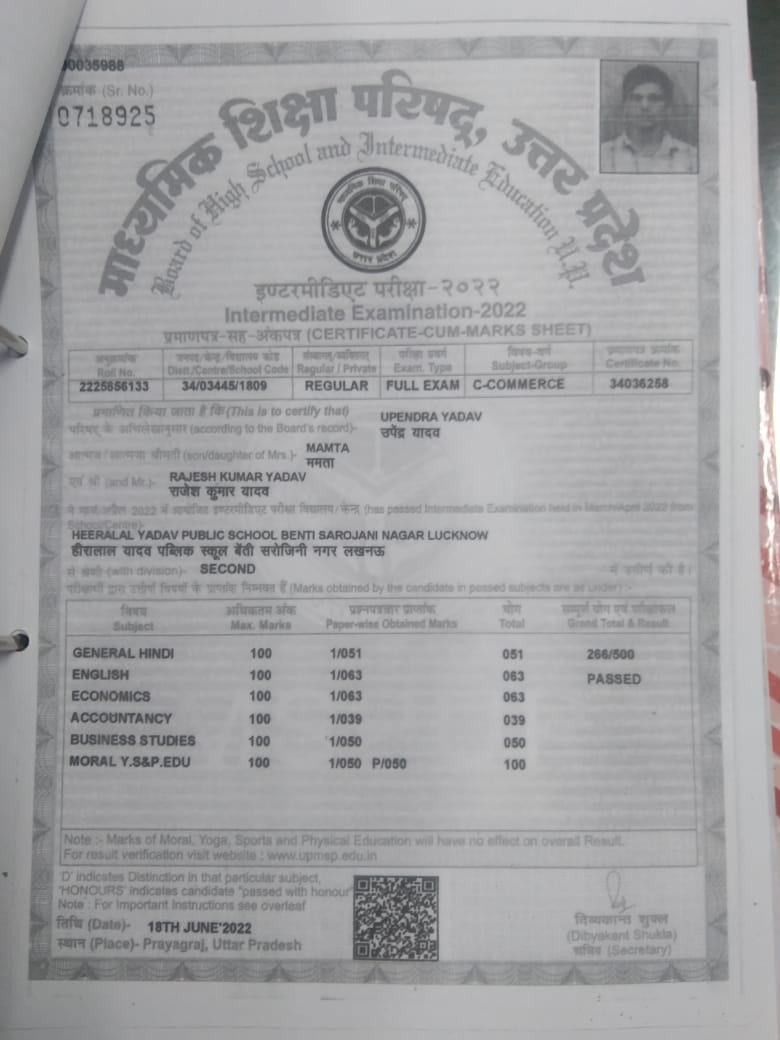 0035988
क्रमांक (Sr. No.)
0718925
माध्यमिक शिक्षा परिषद्, उत्तर प्रदेश
Board of High School and Intermediate Education U.P.
माध्यमिक शिक्षा परिषद्
उत्तर प्रदेश
इण्टरमीडिएट परीक्षा-२०२२
Intermediate Examination-2022
प्रमाणपत्र-सह-अंकपत्र (CERTIFICATE-CUM-MARKS SHEET)
अनुक्रमांक जनपद/केन्द्र/विद्यालय कोड संस्थागत/व्यक्तिगत परीक्षा प्रवर्ग विषय-वर्ग प्रमाणपत्र क्रमांक
Roll No. Distt./Centre/School Code Regular / Private Exam. Type Subject-Group Certificate No.
2225856133 34/03445/1809 REGULAR FULL EXAM C-COMMERCE 34036258
प्रमाणित किया जाता है कि (This is to certify that) UPENDRA YADAV
परिषद् के अभिलेखानुसार (according to the Board's record)- उपेंद्र यादव
आत्मज/आत्मजा श्रीमती (son/daughter of Mrs.)- MAMTA
ममता
एवं श्री (and Mr.)- RAJESH KUMAR YADAV
राजेश कुमार यादव
ने मार्च/अप्रैल 2022 में आयोजित इण्टरमीडिएट परीक्षा विद्यालय/केन्द्र (has passed Intermediate Examination held in March/April 2022 from
School/Centre)-
HEERALAL YADAV PUBLIC SCHOOL BENTI SAROJANI NAGAR LUCKNOW
हीरालाल यादव पब्लिक स्कूल बेंती सरोजिनी नगर लखनऊ
से श्रेणी (with division)- SECOND में उत्तीर्ण की है।
परीक्षार्थी द्वारा उत्तीर्ण विषयों के प्राप्तांक निम्नवत हैं (Marks obtained by the candidate in passed subjects are as under) :-
विषय अधिकतम अंक प्रश्नपत्रवार प्राप्तांक योग सम्पूर्ण योग एवं परीक्षाफल
Subject Max. Marks Paper-wise Obtained Marks Total Grand Total & Result
GENERAL HINDI 100 1/051 051 266/500
ENGLISH 100 1/063 063 PASSED
ECONOMICS 100 1/063 063
ACCOUNTANCY 100 1/039 039
BUSINESS STUDIES 100 1/050 050
MORAL Y.S&P.EDU 100 1/050 P/050 100
Note :- Marks of Moral, Yoga, Sports and Physical Education will have no effect on overall Result.
For result verification visit website : www.upmsp.edu.in
'D' indicates Distinction in that particular subject,
'HONOURS' indicates candidate "passed with honour"
Note : For Important Instructions see overleaf
तिथि (Date)- 18TH JUNE'2022
स्थान (Place)- Prayagraj, Uttar Pradesh
दिब्यकान्त शुक्ल
(Dibyakant Shukla)
सचिव (Secretary)